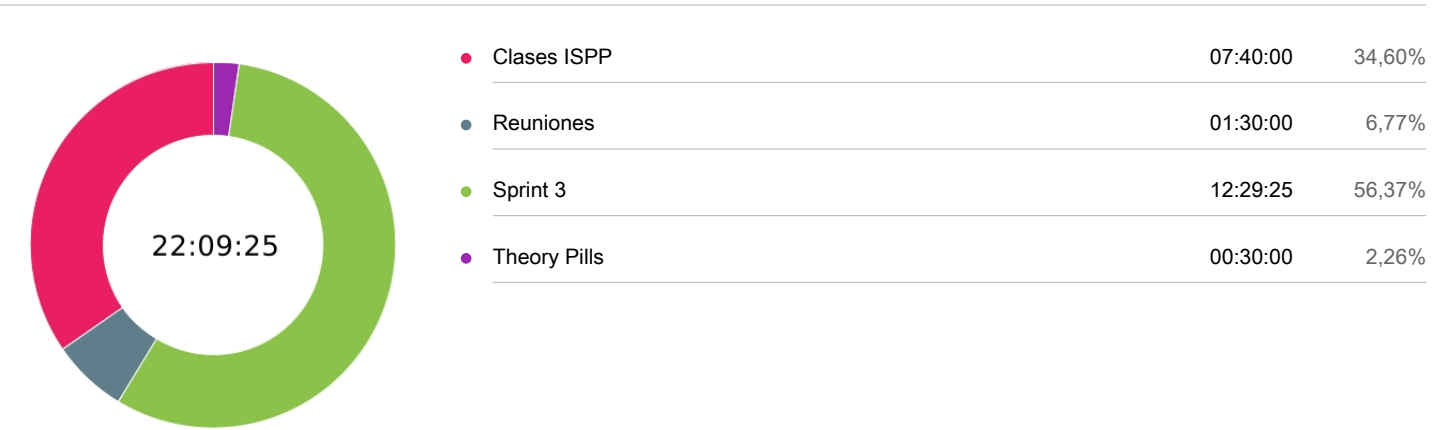 Clases ISPP 07:40:00 34,60%
Reuniones 01:30:00 6,77%
22:09:25
Sprint 3 12:29:25 56,37%
Theory Pills 00:30:00 2,26%